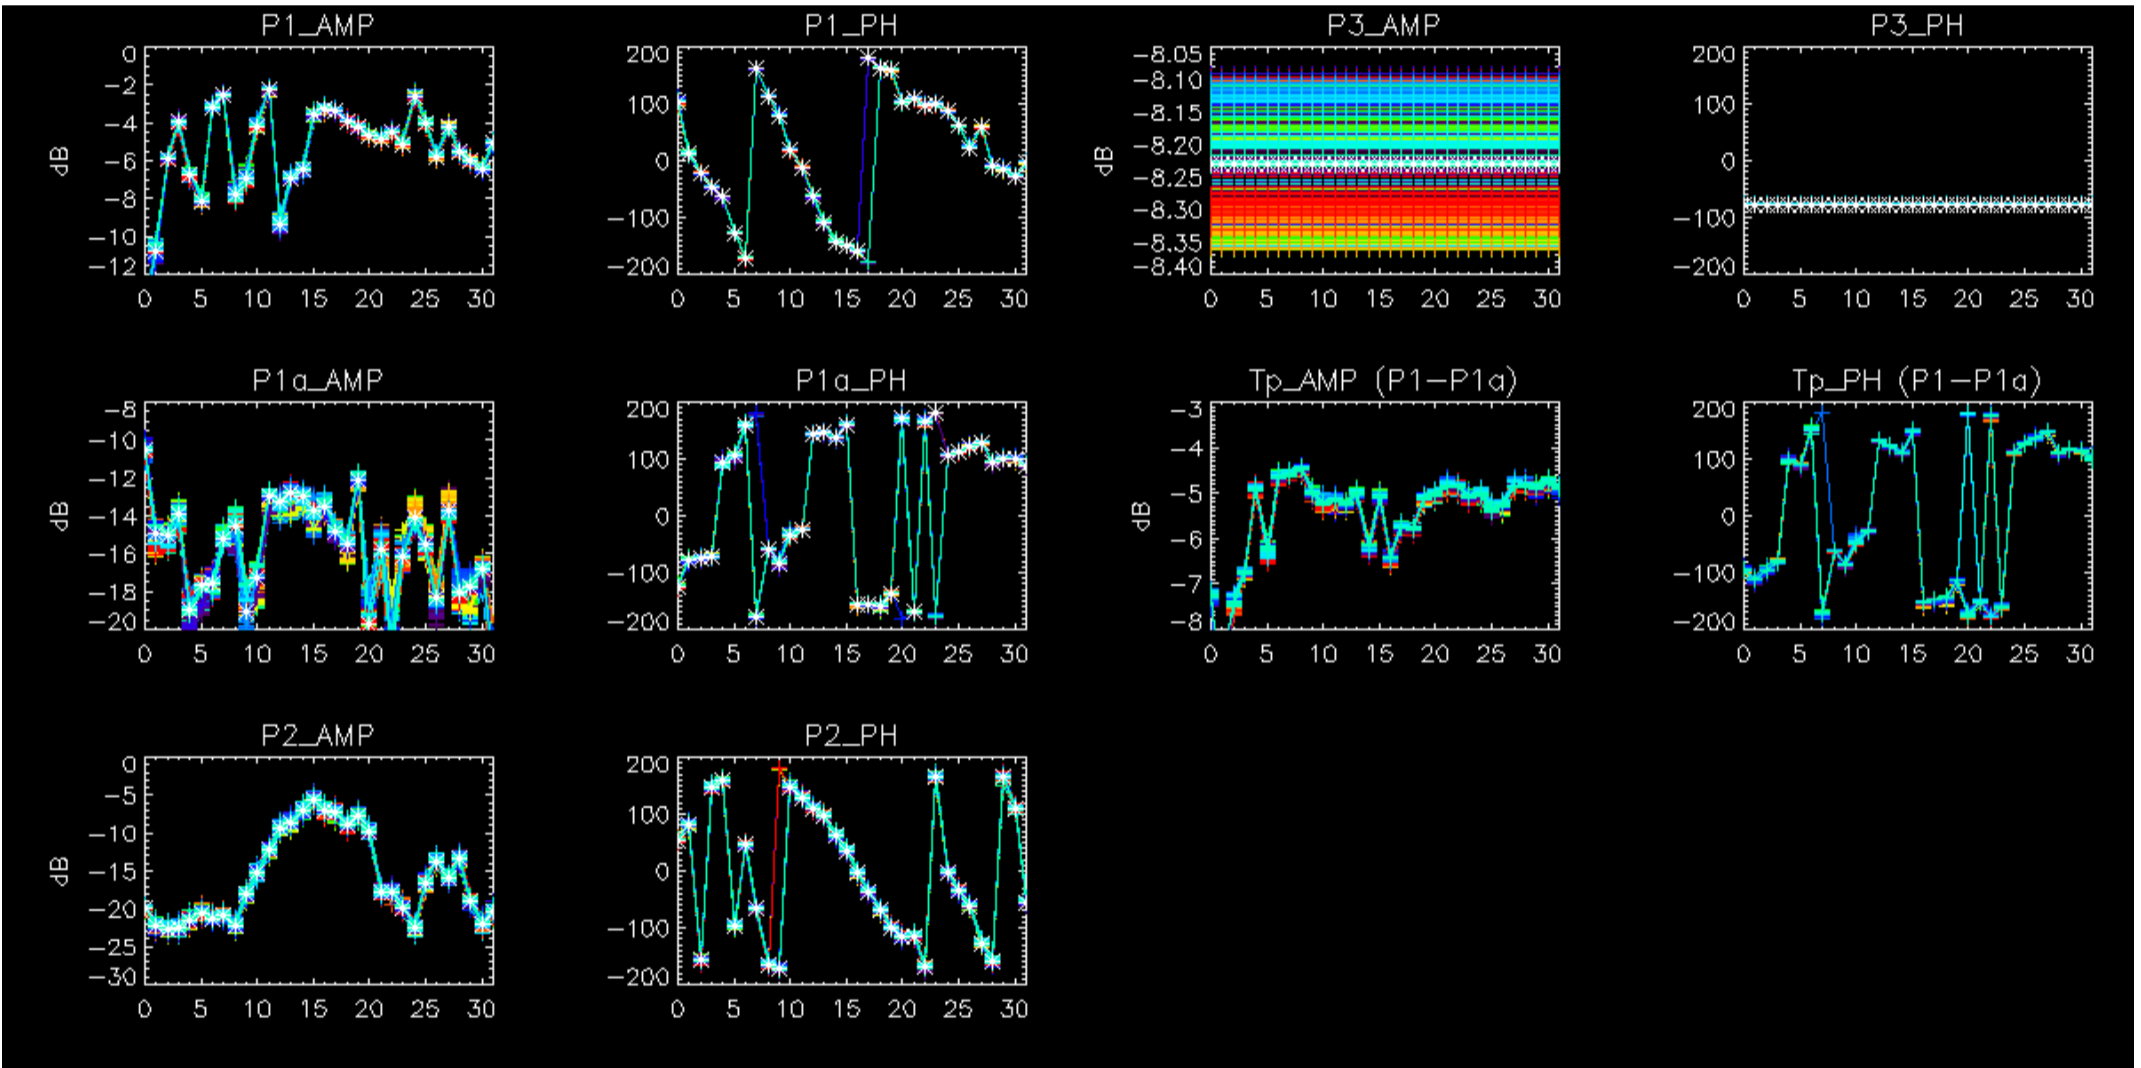 P1_AMP
0
-2
-4
-6
-8
-10
-12
dB
0 5 10 15 20 25 30
P1_PH
200
100
0
-100
-200
0 5 10 15 20 25 30
P3_AMP
-8.05
-8.10
-8.15
-8.20
-8.25
-8.30
-8.35
-8.40
dB
0 5 10 15 20 25 30
P3_PH
200
100
0
-100
-200
0 5 10 15 20 25 30
P1a_AMP
-8
-10
-12
-14
-16
-18
-20
dB
0 5 10 15 20 25 30
P1a_PH
200
100
0
-100
-200
0 5 10 15 20 25 30
Tp_AMP (P1-P1a)
-3
-4
-5
-6
-7
-8
dB
0 5 10 15 20 25 30
Tp_PH (P1-P1a)
200
100
0
-100
-200
0 5 10 15 20 25 30
P2_AMP
0
-5
-10
-15
-20
-25
-30
dB
0 5 10 15 20 25 30
P2_PH
200
100
0
-100
-200
0 5 10 15 20 25 30